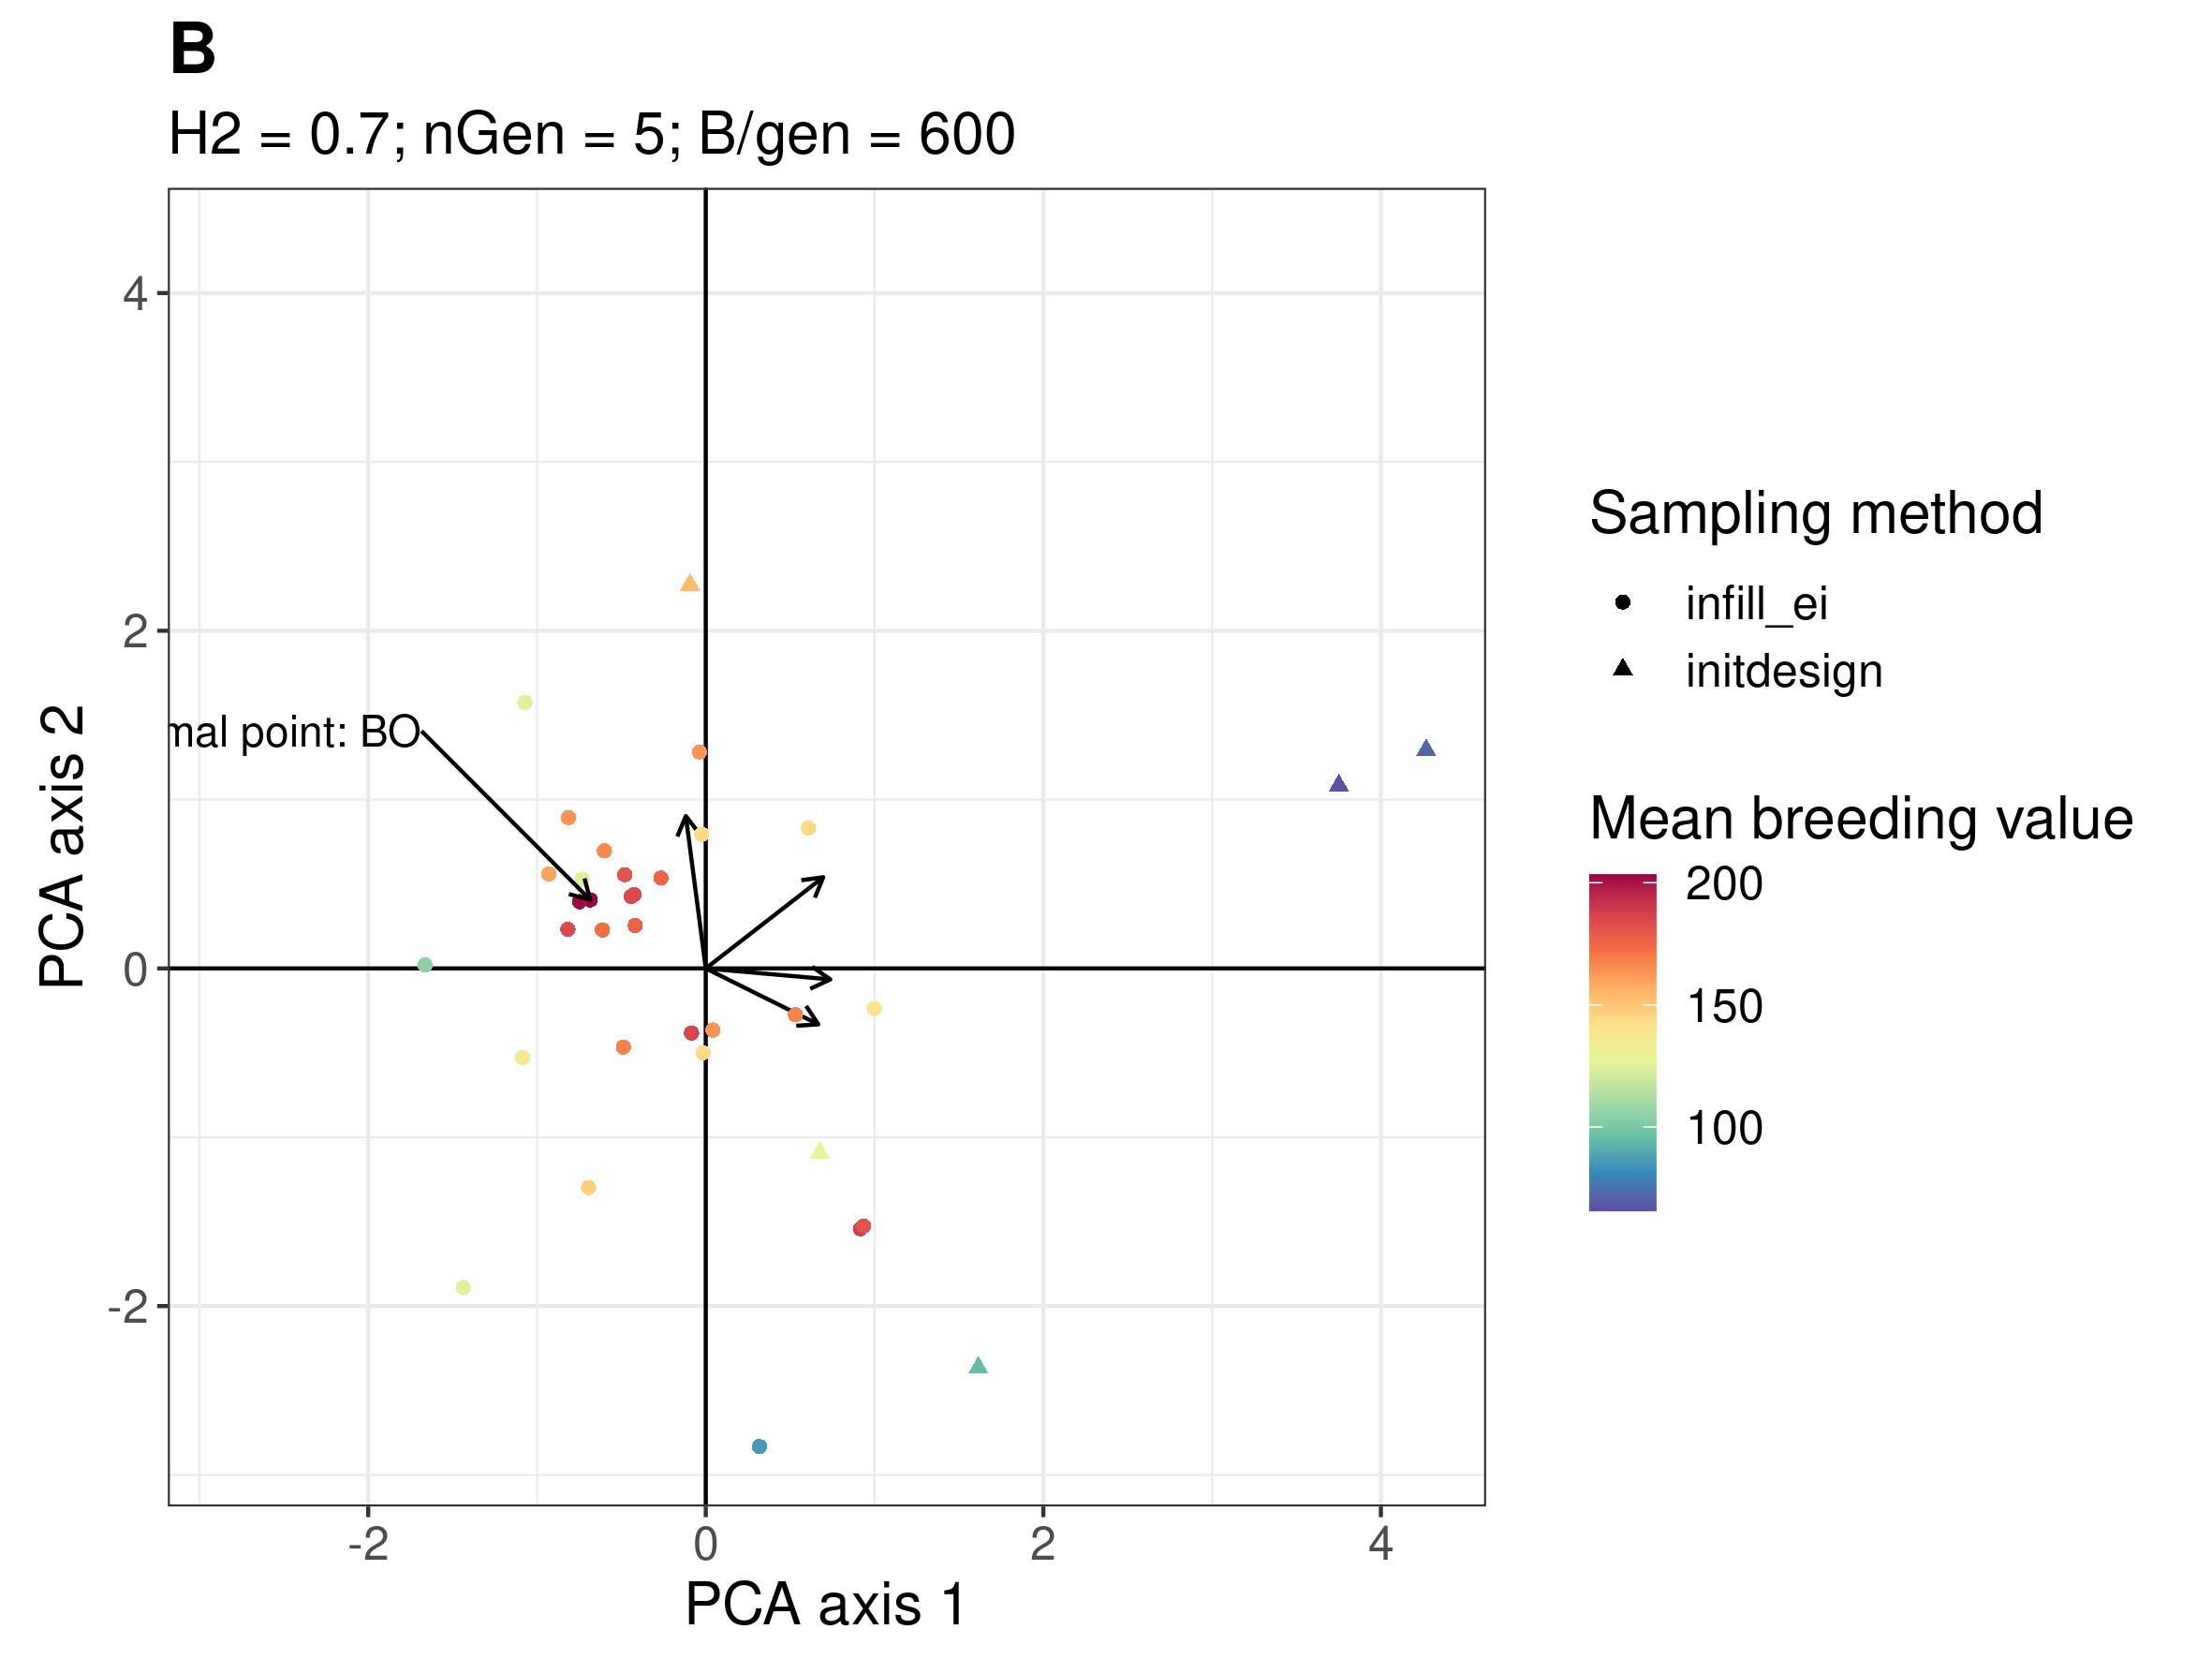 B
H2 = 0.7; nGen = 5; B/gen = 600
PCA axis 2
4
2
0
-2
mal point: BO
-2
0
2
4
PCA axis 1
Sampling method
infill_ei
initdesign
Mean breeding value
200
150
100